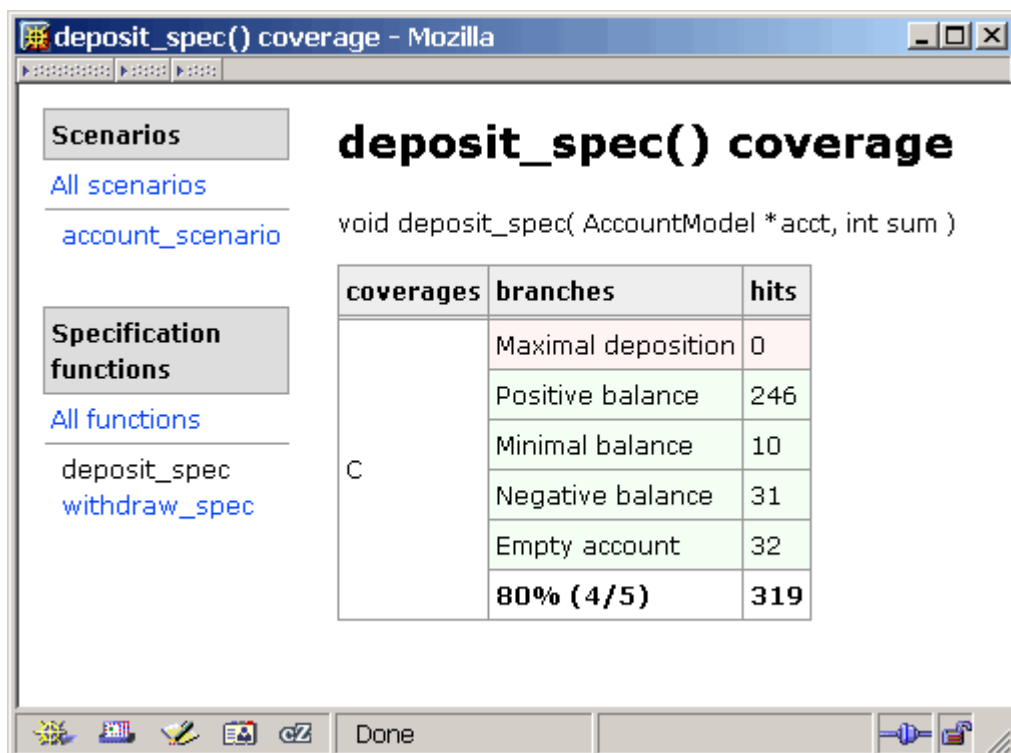 deposit_spec() coverage - Mozilla
Scenarios
All scenarios
account_scenario
Specification
functions
All functions
deposit_spec
withdraw_spec
deposit_spec() coverage
void deposit_spec( AccountModel *acct, int sum )
coverages branches hits
C
Maximal deposition 0
Positive balance 246
Minimal balance 10
Negative balance 31
Empty account 32
80% (4/5) 319
cZ
Done